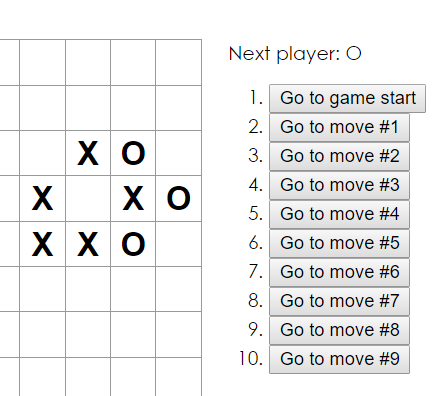 Next player: O
1. Go to game start
2. Go to move #1
X O
3. Go to move #2
4. Go to move #3
X X O
5. Go to move #4
6. Go to move #5
X X O
7. Go to move #6
8. Go to move #7
9. Go to move #8
10. Go to move #9